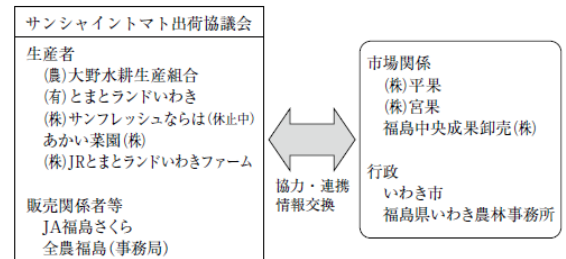 サンシャイントマト出荷協議会
生産者
(農)大野水耕生産組合
(有)とまとランドいわき
(株)サンフレッシュならは(休止中)
あかい菜園(株)
(株)JRとまとランドいわきファーム
販売関係者等
JA福島さくら
全農福島(事務局)
協力・連携
情報交換
市場関係
(株)平果
(株)宮果
福島中央成果卸売(株)
行政
いわき市
福島県いわき農林事務所